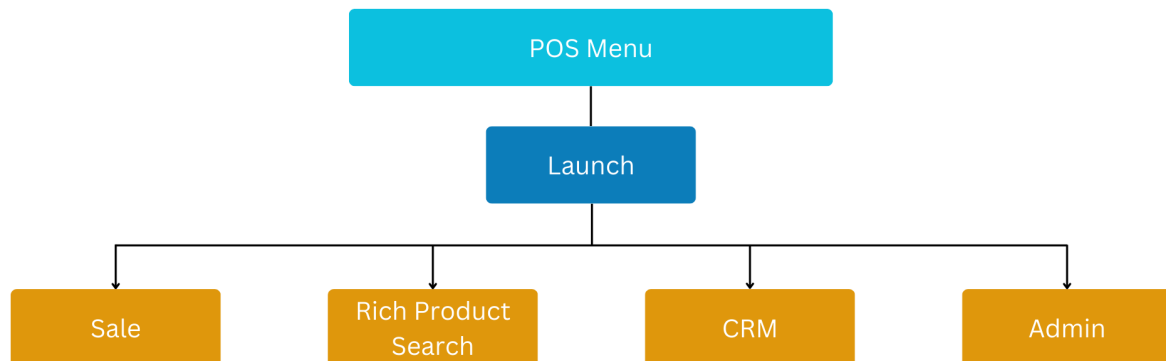 POS Menu
Launch
Sale
Rich Product
Search
CRM
Admin